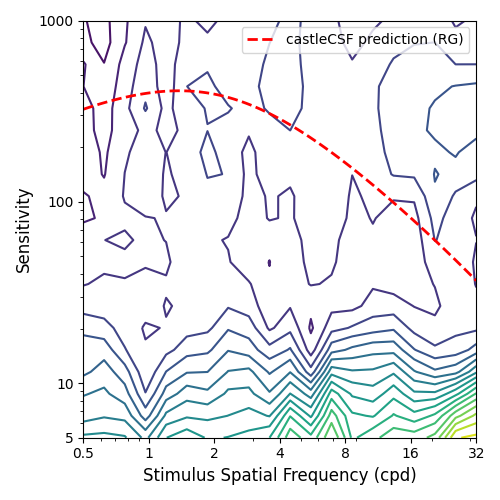 1000
castleCSF prediction (RG)
Sensitivity
100
10
5
0.5 1 2 4 8 16 32
Stimulus Spatial Frequency (cpd)